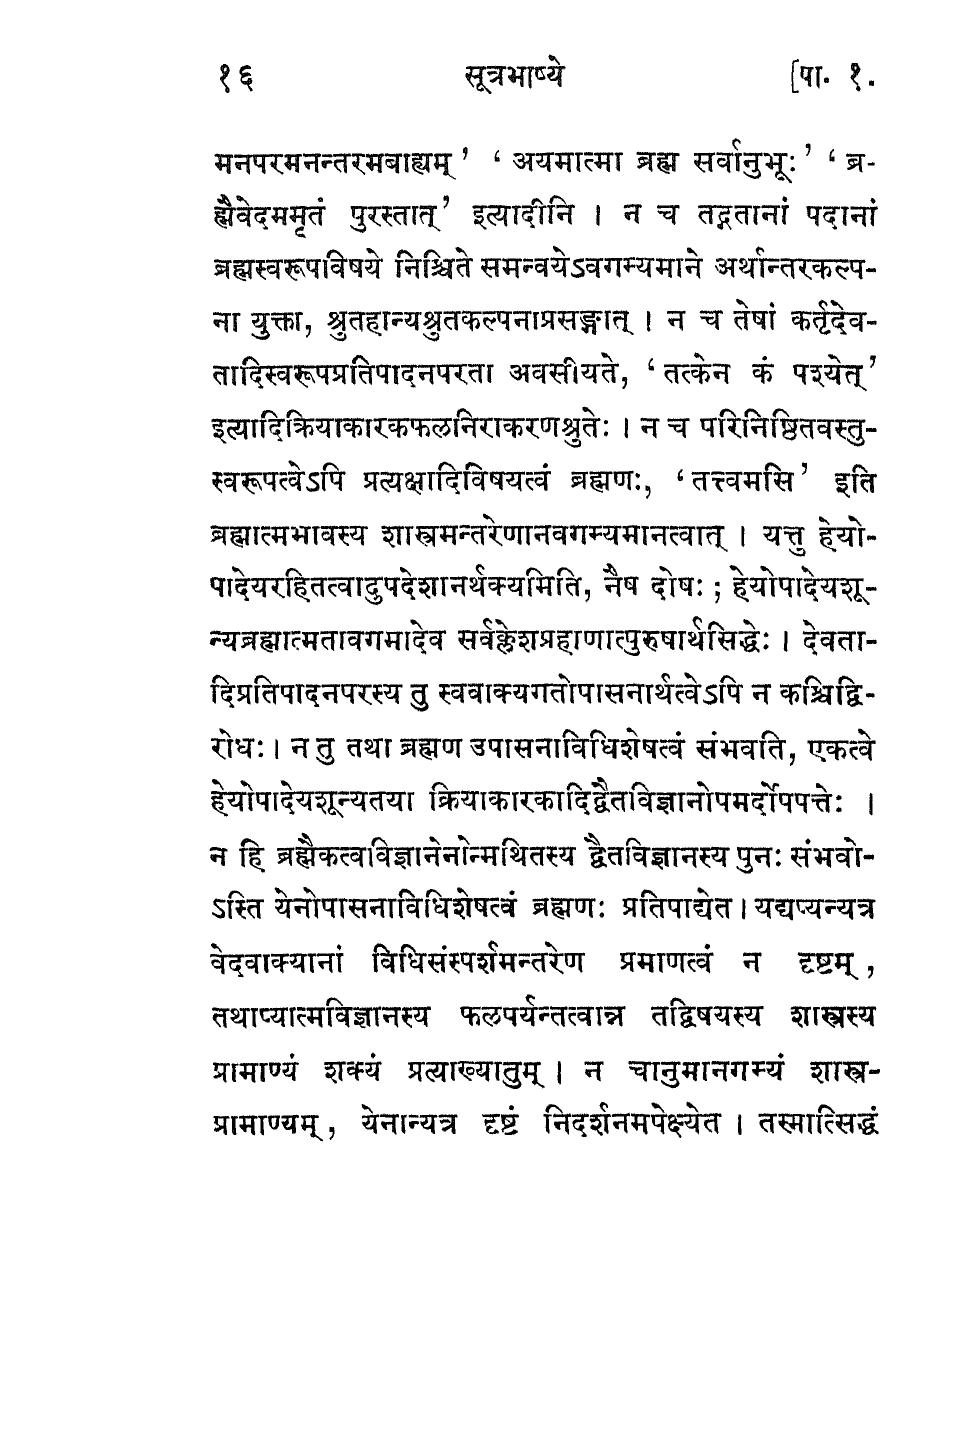 १६ सूत्रभाष्ये [पा. १.
मनपरमनन्तरमबाह्यम्’ ‘ अयमात्मा ब्रह्म सर्वानुभूः’ ‘ ब्र-
ह्मैवेदममृतं पुरस्तात्’ इत्यादीनि । न च तद्गतानां पदानां
ब्रह्मस्वरूपविषये निश्चिते समन्वयेऽवगम्यमाने अर्थान्तरकल्प-
ना युक्ता, श्रुतहान्यश्रुतकल्पनाप्रसङ्गात् । न च तेषां कर्तृदेव-
तादिस्वरूपप्रतिपादनपरता अवसीयते, ‘ तत्केन कं पश्येत्’
इत्यादिक्रियाकारकफलनिराकरणश्रुतेः । न च परिनिष्ठितवस्तु-
स्वरूपत्वेऽपि प्रत्यक्षादिविषयत्वं ब्रह्मणः, ‘ तत्त्वमसि ’ इति
ब्रह्मात्मभावस्य शास्त्रमन्तरेणानवगम्यमानत्वात् । यत्तु हेयो-
पादेयरहितत्वादुपदेशानर्थक्यमिति, नैष दोषः ; हेयोपादेयशू-
न्यब्रह्मात्मतावगमादेव सर्वक्लेशप्रहाणात्पुरुषार्थसिद्धेः । देवता-
दिप्रतिपादनपरस्य तु स्ववाक्यगतोपासनार्थत्वेऽपि न कश्चिद्वि-
रोधः । न तु तथा ब्रह्मण उपासनाविधिशेषत्वं संभवति, एकत्वे
हेयोपादेयशून्यतया क्रियाकारकादिद्वैतविज्ञानोपमर्दोपपत्तेः ।
न हि ब्रह्मैकत्वविज्ञानेनोन्मथितस्य द्वैतविज्ञानस्य पुनः संभवो-
ऽस्ति येनोपासनाविधिशेषत्वं ब्रह्मणः प्रतिपाद्येत । यद्यप्यन्यत्र
वेदवाक्यानां विधिसंस्पर्शमन्तरेण प्रमाणत्वं न दृष्टम् ,
तथाप्यात्मविज्ञानस्य फलपर्यन्तत्वान्न तद्विषयस्य शास्त्रस्य
प्रामाण्यं शक्यं प्रत्याख्यातुम् । न चानुमानगम्यं शास्त्र-
प्रामाण्यम् , येनान्यत्र दृष्टं निदर्शनमपेक्ष्येत । तस्मात्सिद्धं